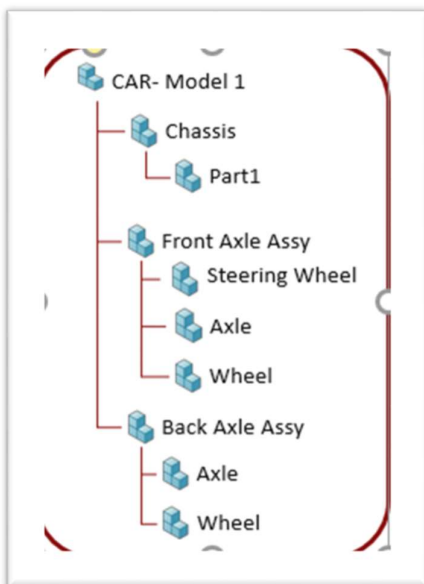 CAR- Model 1
Chassis
Part1
Front Axle Assy
Steering Wheel
Axle
Wheel
Back Axle Assy
Axle
Wheel